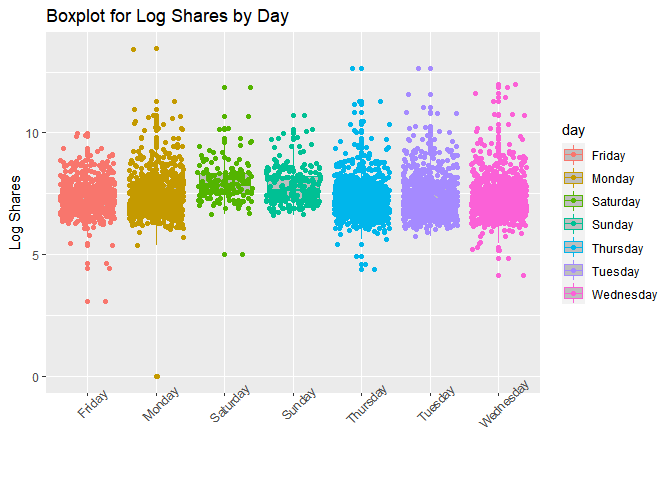 Boxplot for Log Shares by Day
Log Shares
10
5
0
Friday
Monday
Saturday
Sunday
Thursday
Tuesday
Wednesday
day
Friday
Monday
Saturday
Sunday
Thursday
Tuesday
Wednesday